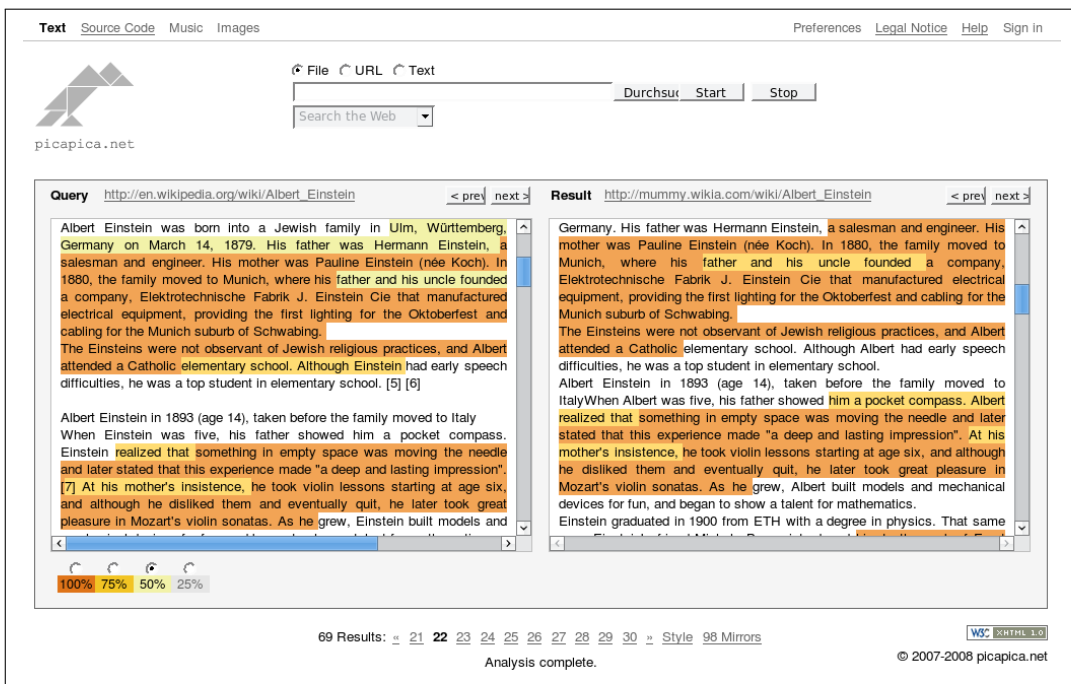 Text Source Code Music Images Preferences Legal Notice Help Sign in
File URL Text
Durchsuc Start Stop
Search the Web
picapica.net
Query http://en.wikipedia.org/wiki/Albert_Einstein < prev next >
Albert Einstein was born into a Jewish family in Ulm, Württemberg,
Germany on March 14, 1879. His father was Hermann Einstein, a
salesman and engineer. His mother was Pauline Einstein (née Koch). In
1880, the family moved to Munich, where his father and his uncle founded
a company, Elektrotechnische Fabrik J. Einstein Cie that manufactured
electrical equipment, providing the first lighting for the Oktoberfest and
cabling for the Munich suburb of Schwabing.
The Einsteins were not observant of Jewish religious practices, and Albert
attended a Catholic elementary school. Although Einstein had early speech
difficulties, he was a top student in elementary school. [5] [6]
Albert Einstein in 1893 (age 14), taken before the family moved to Italy
When Einstein was five, his father showed him a pocket compass.
Einstein realized that something in empty space was moving the needle
and later stated that this experience made "a deep and lasting impression".
[7] At his mother's insistence, he took violin lessons starting at age six,
and although he disliked them and eventually quit, he later took great
pleasure in Mozart's violin sonatas. As he grew, Einstein built models and
Result http://mummy.wikia.com/wiki/Albert_Einstein < prev next >
Germany. His father was Hermann Einstein, a salesman and engineer. His
mother was Pauline Einstein (née Koch). In 1880, the family moved to
Munich, where his father and his uncle founded a company,
Elektrotechnische Fabrik J. Einstein Cie that manufactured electrical
equipment, providing the first lighting for the Oktoberfest and cabling for the
Munich suburb of Schwabing.
The Einsteins were not observant of Jewish religious practices, and Albert
attended a Catholic elementary school. Although Albert had early speech
difficulties, he was a top student in elementary school.
Albert Einstein in 1893 (age 14), taken before the family moved to
ItalyWhen Albert was five, his father showed him a pocket compass. Albert
realized that something in empty space was moving the needle and later
stated that this experience made "a deep and lasting impression". At his
mother's insistence, he took violin lessons starting at age six, and although
he disliked them and eventually quit, he later took great pleasure in
Mozart's violin sonatas. As he grew, Albert built models and mechanical
devices for fun, and began to show a talent for mathematics.
Einstein graduated in 1900 from ETH with a degree in physics. That same
100% 75% 50% 25%
69 Results: « 21 22 23 24 25 26 27 28 29 30 » Style 98 Mirrors
Analysis complete.
W3C XHTML 1.0
© 2007-2008 picapica.net